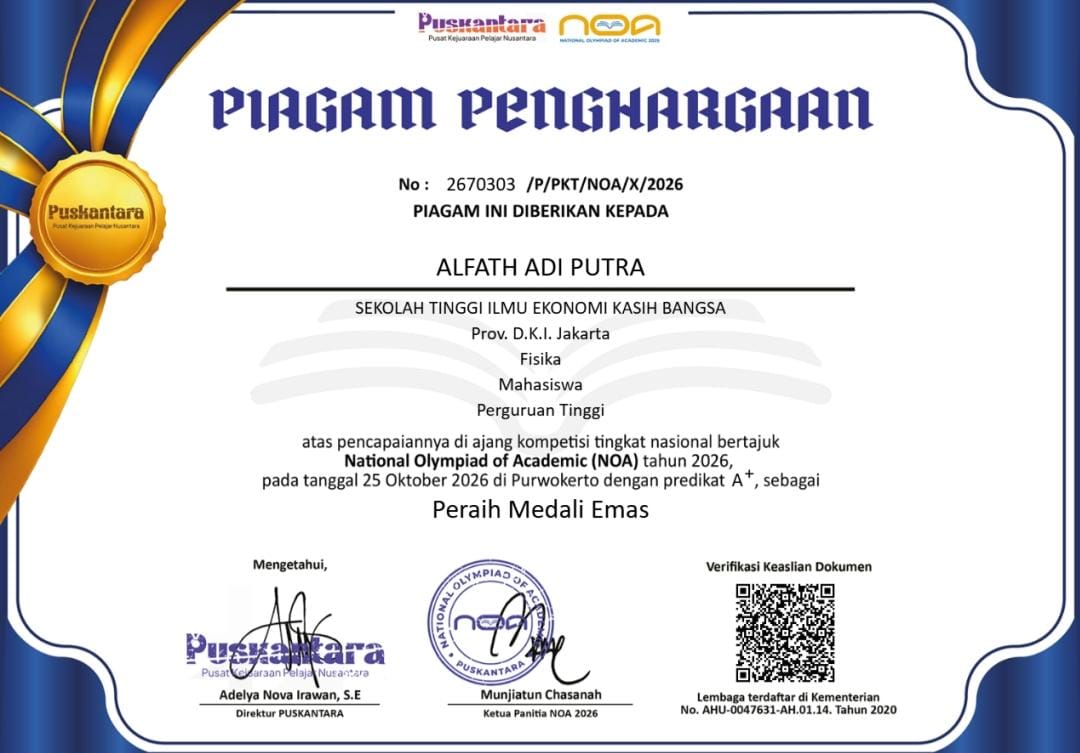 Puskantara
Pusat Kejuaraan Pelajar Nusantara
NOA
NATIONAL OLYMPIAD OF ACADEMIC 2026
PIAGAM PENGHARGAAN
No : 2670303 /P/PKT/NOA/X/2026
PIAGAM INI DIBERIKAN KEPADA
Puskantara
Pusat Kejuaraan Pelajar Nusantara
ALFATH ADI PUTRA
SEKOLAH TINGGI ILMU EKONOMI KASIH BANGSA
Prov. D.K.I. Jakarta
Fisika
Mahasiswa
Perguruan Tinggi
atas pencapaiannya di ajang kompetisi tingkat nasional bertajuk
National Olympiad of Academic (NOA) tahun 2026,
pada tanggal 25 Oktober 2026 di Purwokerto dengan predikat A+, sebagai
Peraih Medali Emas
Mengetahui,
Puskantara
Pusat Kejuaraan Pelajar Nusantara
Adelya Nova Irawan, S.E
Direktur PUSKANTARA
NATIONAL OLYMPIAD OF ACADEMIC
NOA
PUSKANTARA
Munjiatun Chasanah
Ketua Panitia NOA 2026
Verifikasi Keaslian Dokumen
Lembaga terdaftar di Kementerian
No. AHU-0047631-AH.01.14. Tahun 2020